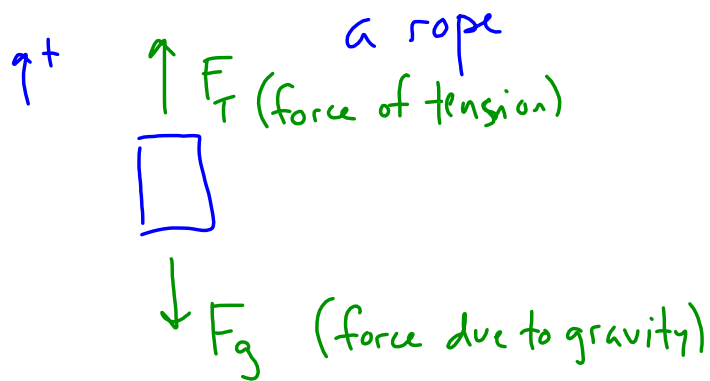 a rope
+
F_T (force of tension)
F_g (force due to gravity)